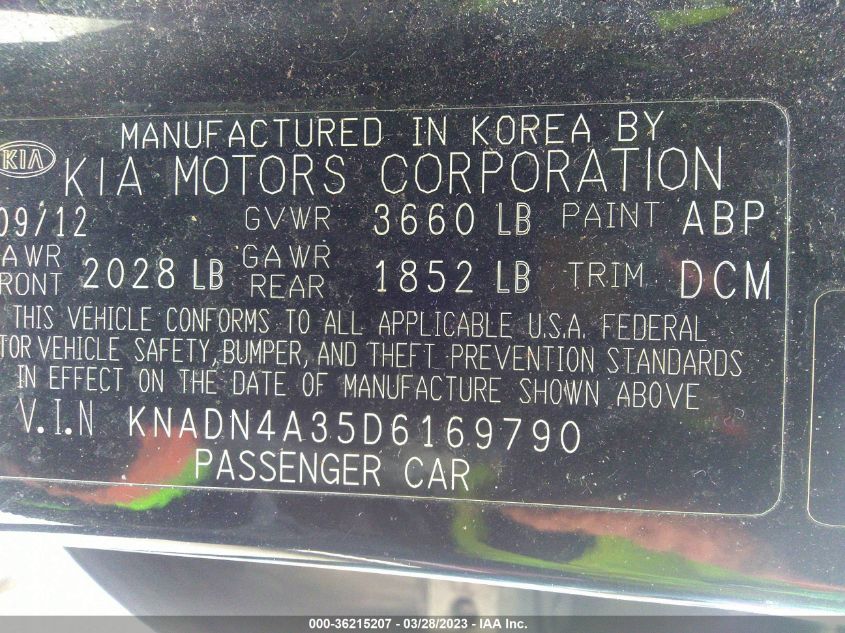 MANUFACTURED IN KOREA BY
KIA KIA MOTORS CORPORATION
09/12 GVWR 3660 LB PAINT ABP
GAWR FRONT 2028 LB GAWR REAR 1852 LB TRIM DCM
THIS VEHICLE CONFORMS TO ALL APPLICABLE U.S.A. FEDERAL
TOR VEHICLE SAFETY, BUMPER, AND THEFT PREVENTION STANDARDS
IN EFFECT ON THE DATE OF MANUFACTURE SHOWN ABOVE
V.I.N KNADN4A35D6169790
PASSENGER CAR
000-36215207 - 03/28/2023 - IAA Inc.